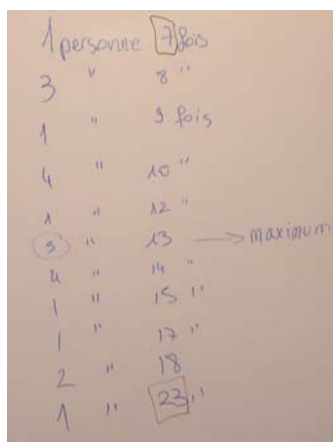 1 personne 7 fois
3 " 8 "
1 " 9 fois
4 " 10 "
1 " 12 "
5 " 13 → maximum
4 " 14 "
1 " 15 "
1 " 17 "
2 " 18
1 " 23 "